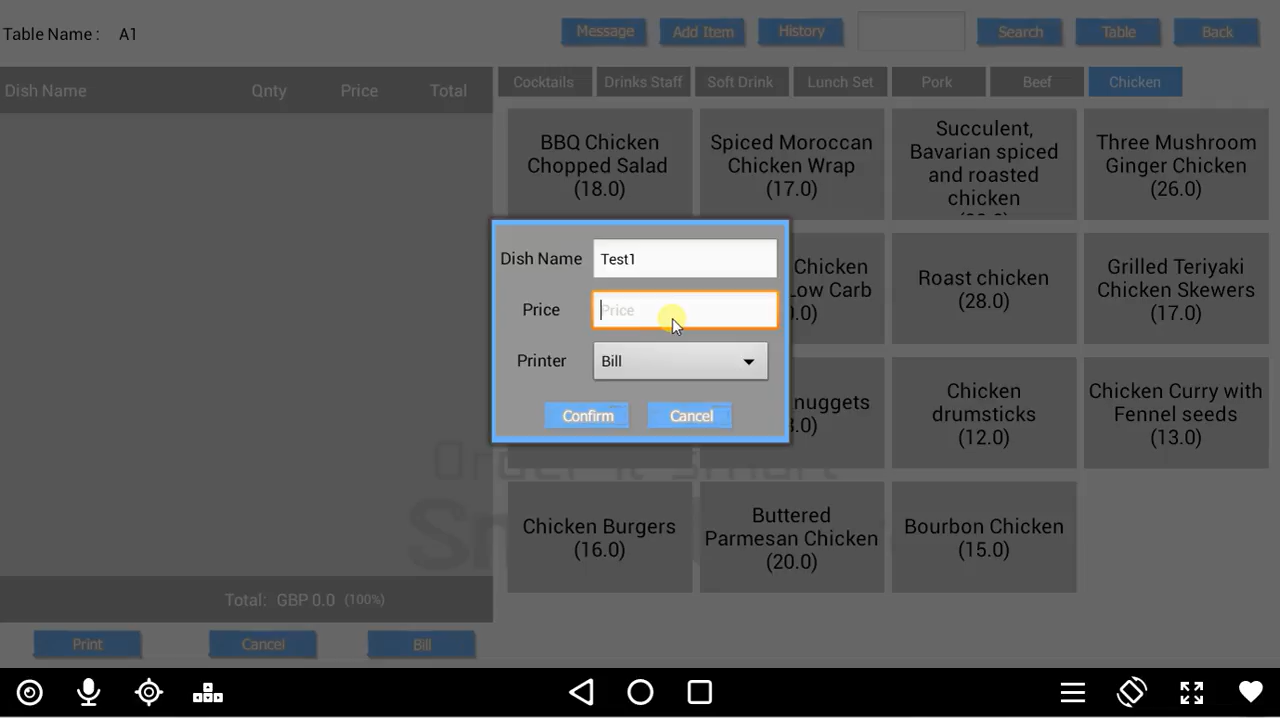 Table Name : A1
Message
Add Item
History
Search
Table
Back
Dish Name
Qnty
Price
Total
Cocktails
Drinks Staff
Soft Drink
Lunch Set
Pork
Beef
Chicken
BBQ Chicken
Chopped Salad
(18.0)
Spiced Moroccan
Chicken Wrap
(17.0)
Succulent,
Bavarian spiced
and roasted
chicken
Three Mushroom
Ginger Chicken
(26.0)
Chicken
Low Carb
Roast chicken
(28.0)
Grilled Teriyaki
Chicken Skewers
(17.0)
nuggets
Chicken
drumsticks
(12.0)
Chicken Curry with
Fennel seeds
(13.0)
Chicken Burgers
(16.0)
Buttered
Parmesan Chicken
(20.0)
Bourbon Chicken
(15.0)
Dish Name
Test1
Price
Price
Printer
Bill
Confirm
Cancel
Total: GBP 0.0 (100%)
Print
Cancel
Bill